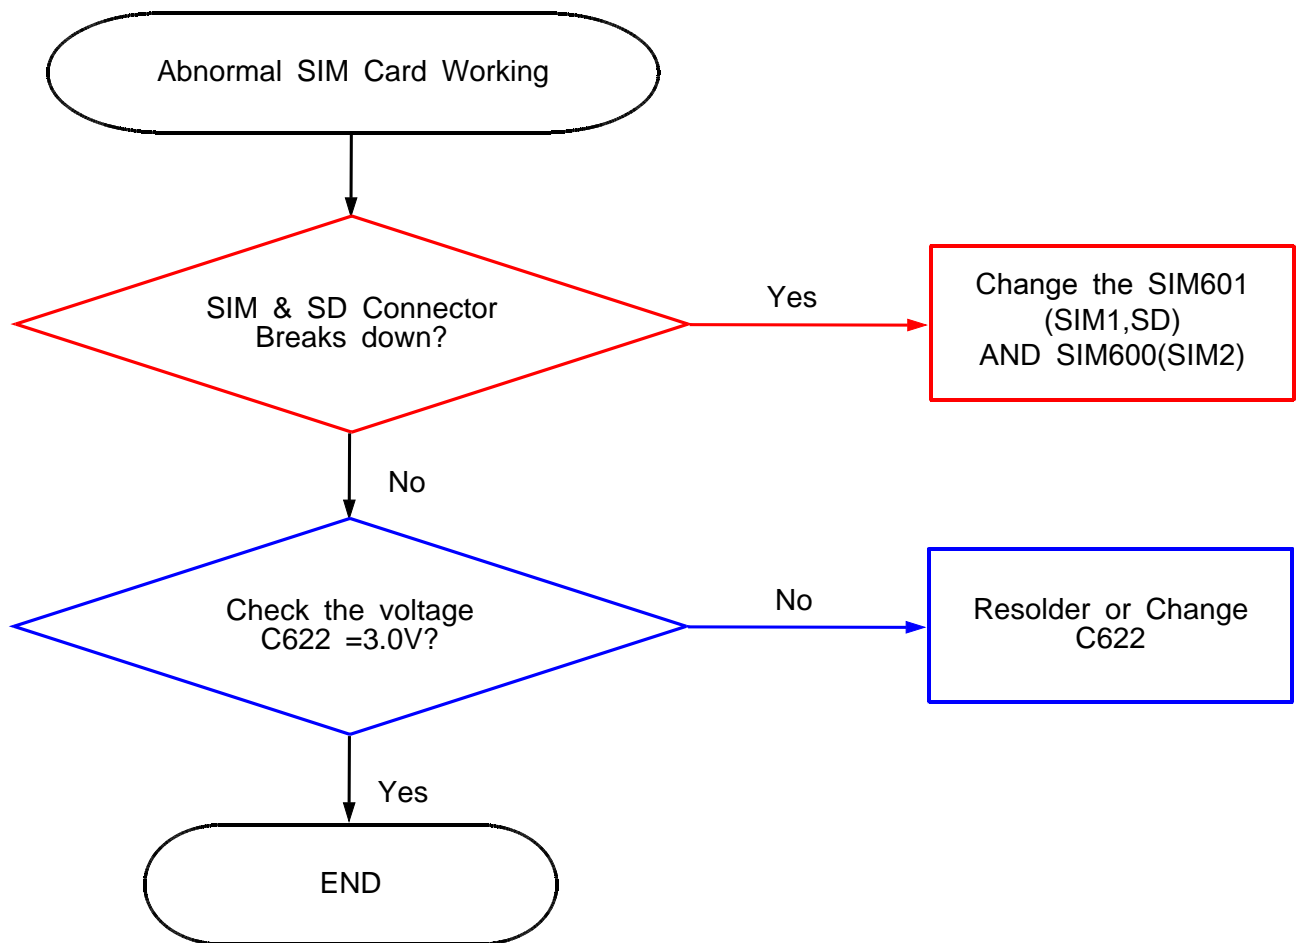 Abnormal SIM Card Working
SIM & SD Connector
Breaks down?
Yes
Change the SIM601
(SIM1,SD)
AND SIM600(SIM2)
No
Check the voltage
C622 =3.0V?
No
Resolder or Change
C622
Yes
END